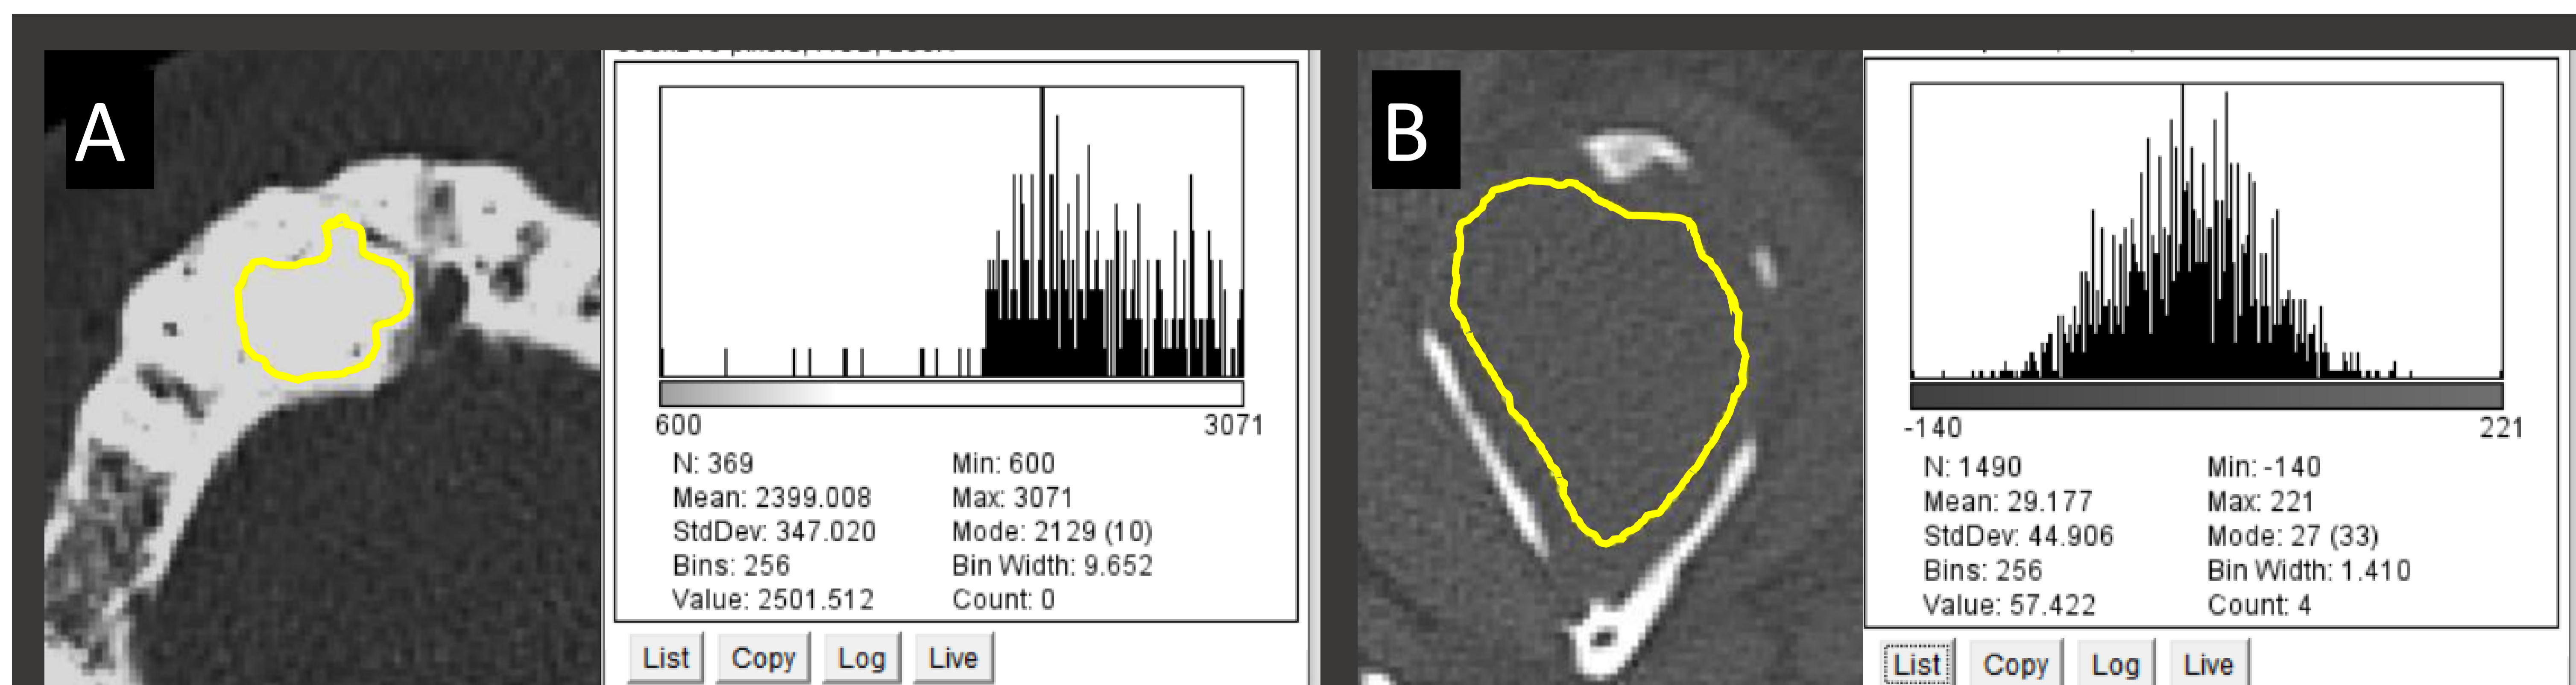 A
600 3071
N: 369 Min: 600
Mean: 2399.008 Max: 3071
StdDev: 347.020 Mode: 2129 (10)
Bins: 256 Bin Width: 9.652
Value: 2501.512 Count: 0
List Copy Log Live
B
-140 221
N: 1490 Min: -140
Mean: 29.177 Max: 221
StdDev: 44.906 Mode: 27 (33)
Bins: 256 Bin Width: 1.410
Value: 57.422 Count: 4
List Copy Log Live